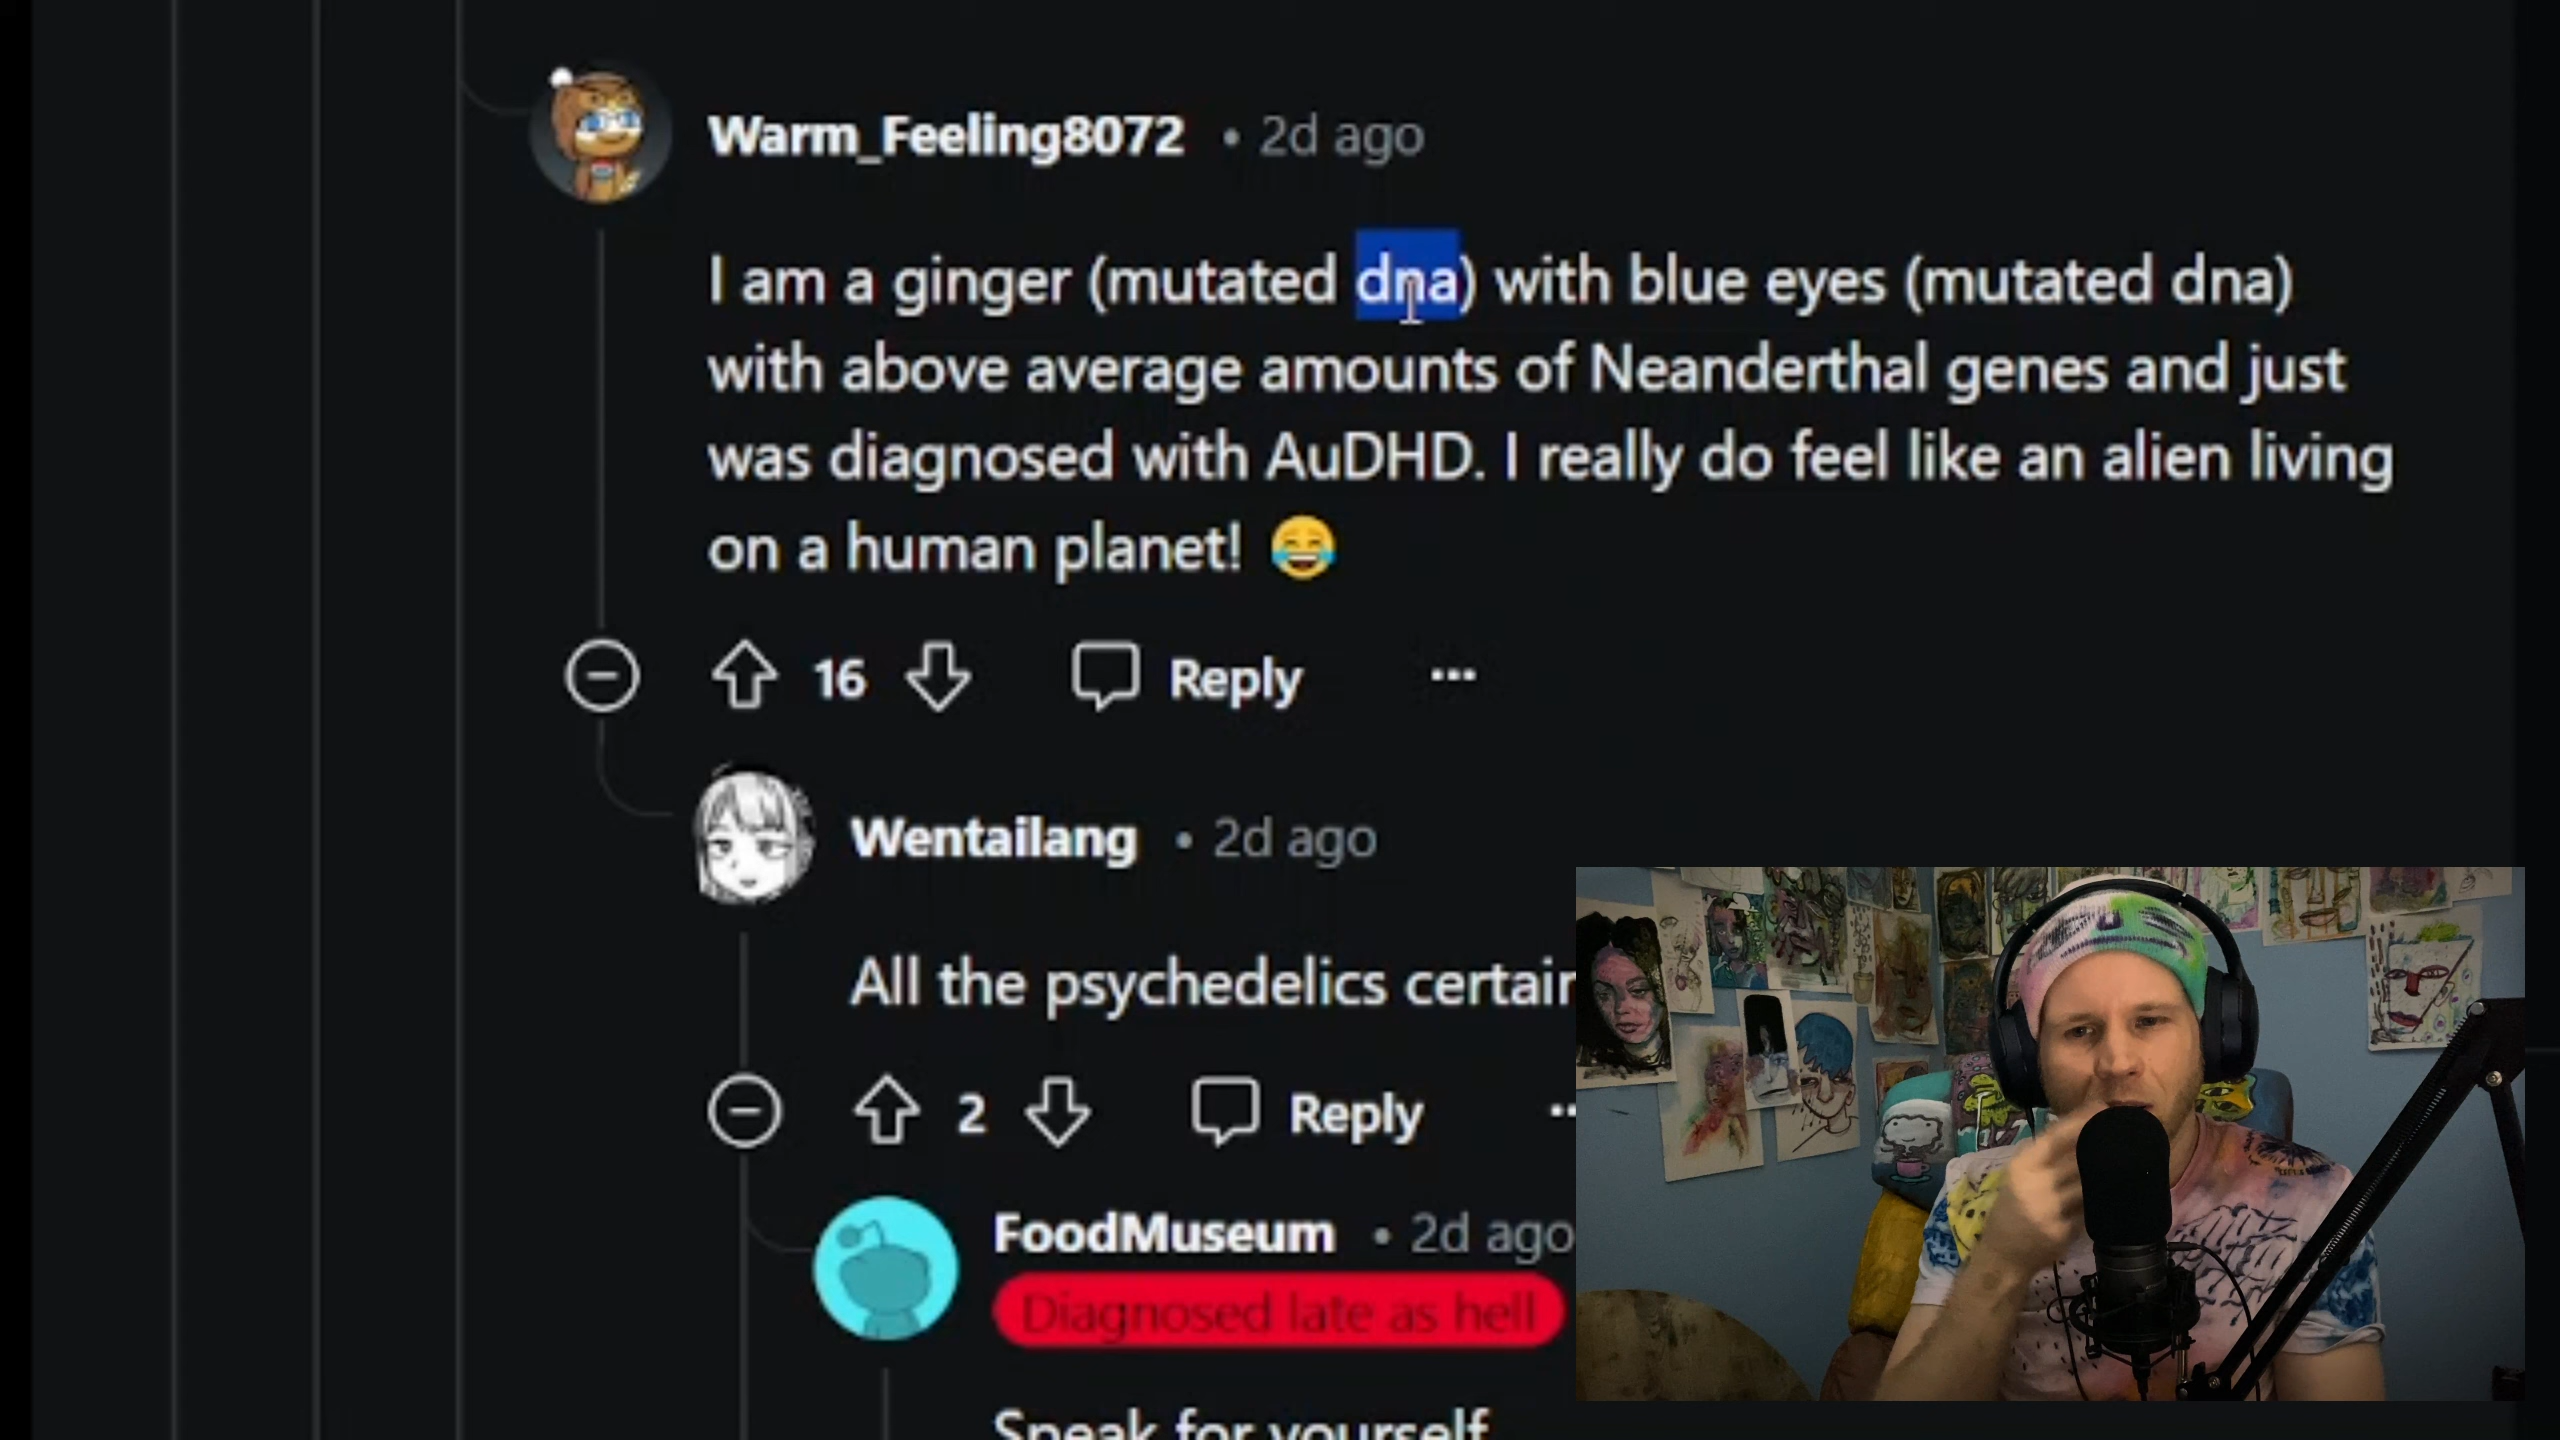 Warm_Feeling8072 • 2d ago
I am a ginger (mutated dna) with blue eyes (mutated dna)
with above average amounts of Neanderthal genes and just
was diagnosed with AuDHD. I really do feel like an alien living
on a human planet! 😂
16 Reply ...
Wentailang • 2d ago
All the psychedelics
2 Reply
FoodMuseum • 2d ago
Diagnosed late as hell
Speak for yourself